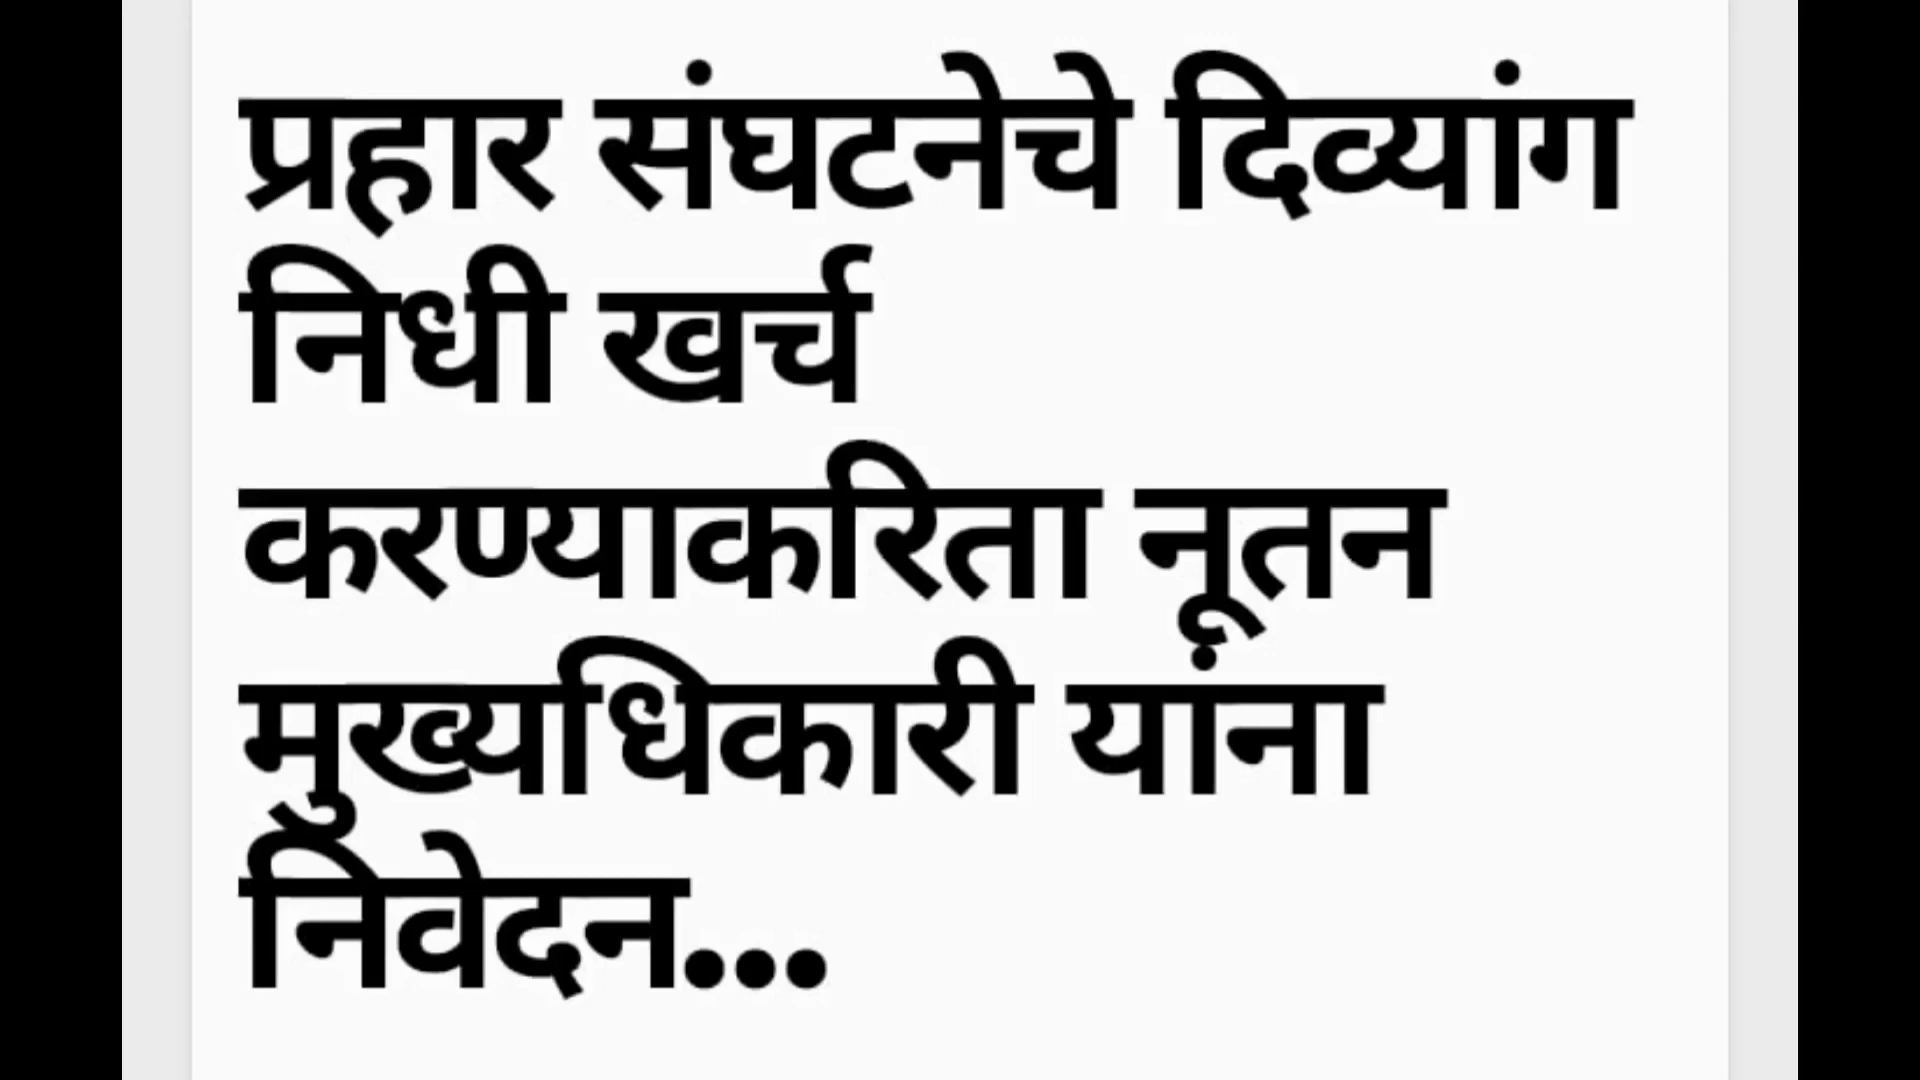 प्रहार संघटनेचे दिव्यांग
निधी खर्च
करण्याकरिता नूतन
मुख्यधिकारी यांना
निवेदन...